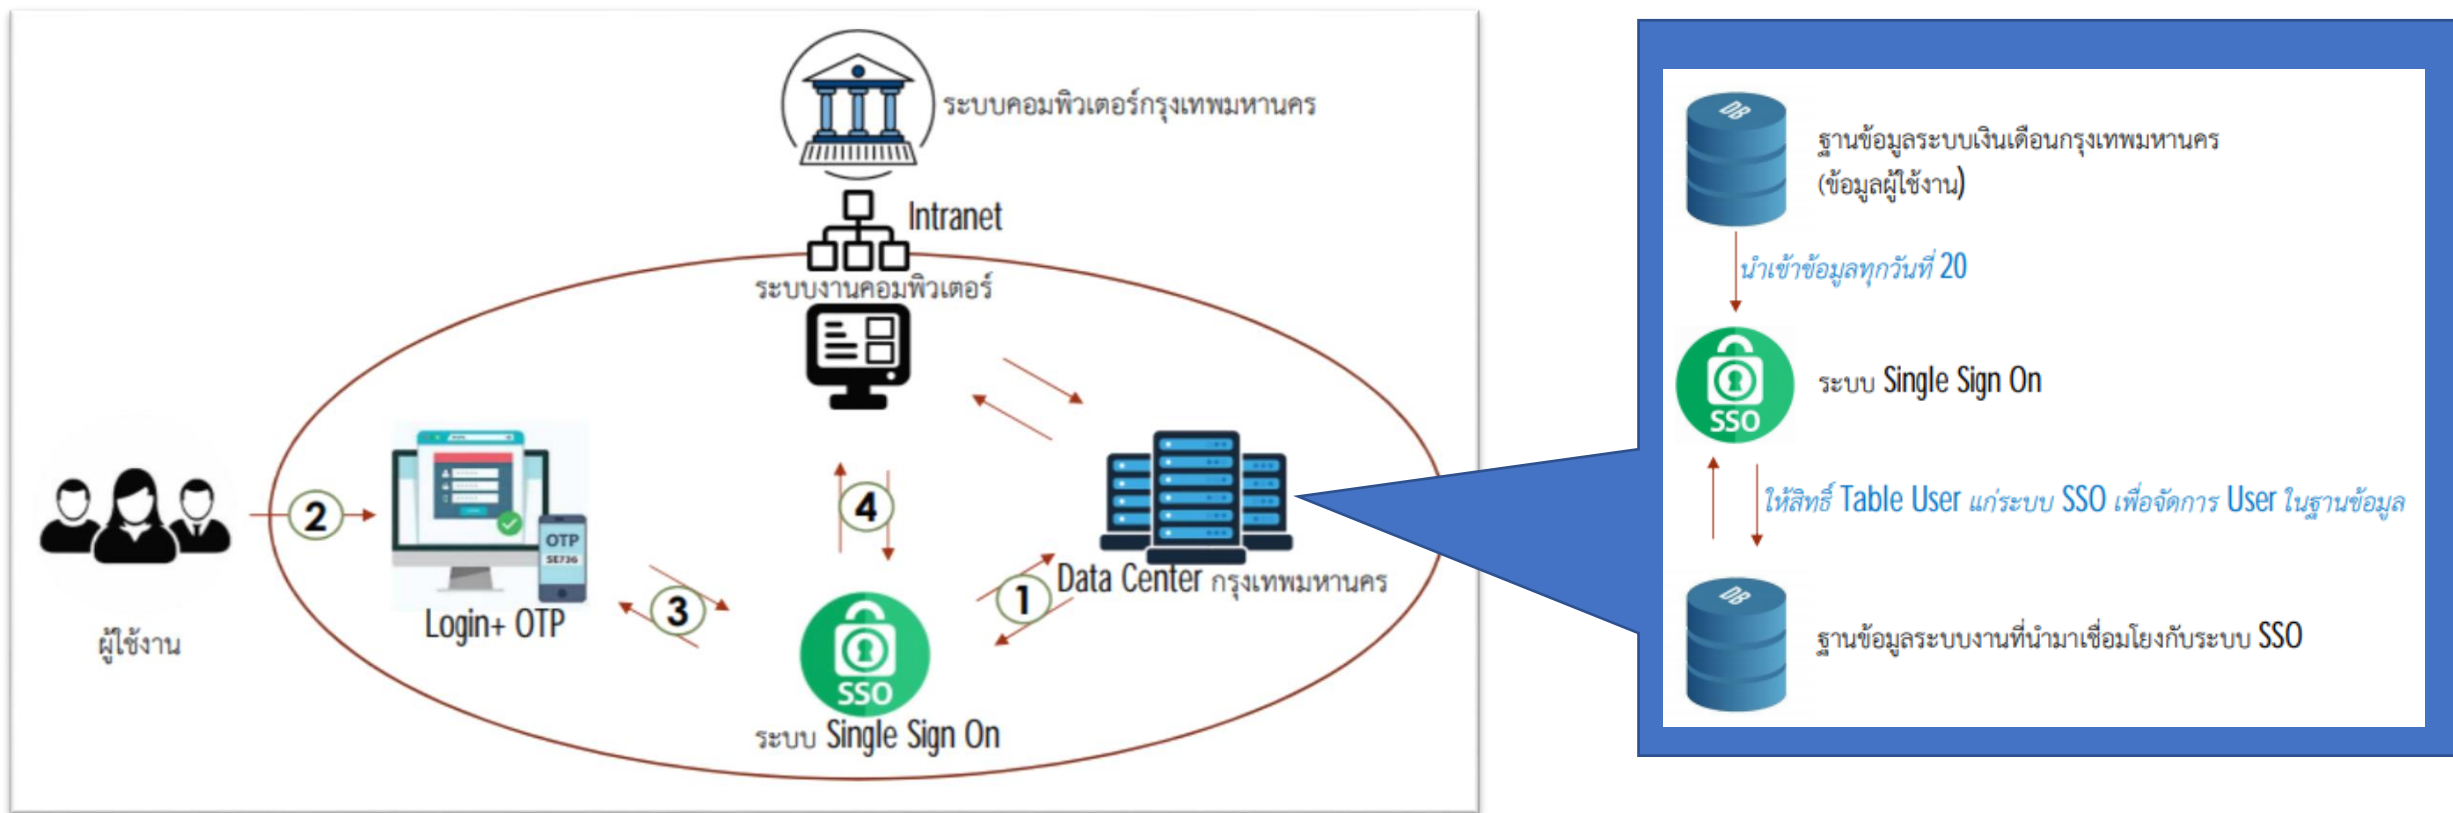 ระบบคอมพิวเตอร์กรุงเทพมหานคร
Intranet
ระบบงานคอมพิวเตอร์
2
OTP
SE736
Login+ OTP
ผู้ใช้งาน
3
4
1
Data Center กรุงเทพมหานคร
SSO
ระบบ Single Sign On
DB
ฐานข้อมูลระบบเงินเดือนกรุงเทพมหานคร
(ข้อมูลผู้ใช้งาน)
นำเข้าข้อมูลทุกวันที่ 20
SSO
ระบบ Single Sign On
ให้สิทธิ์ Table User แก่ระบบ SSO เพื่อจัดการ User ในฐานข้อมูล
DB
ฐานข้อมูลระบบงานที่นำมาเชื่อมโยงกับระบบ SSO